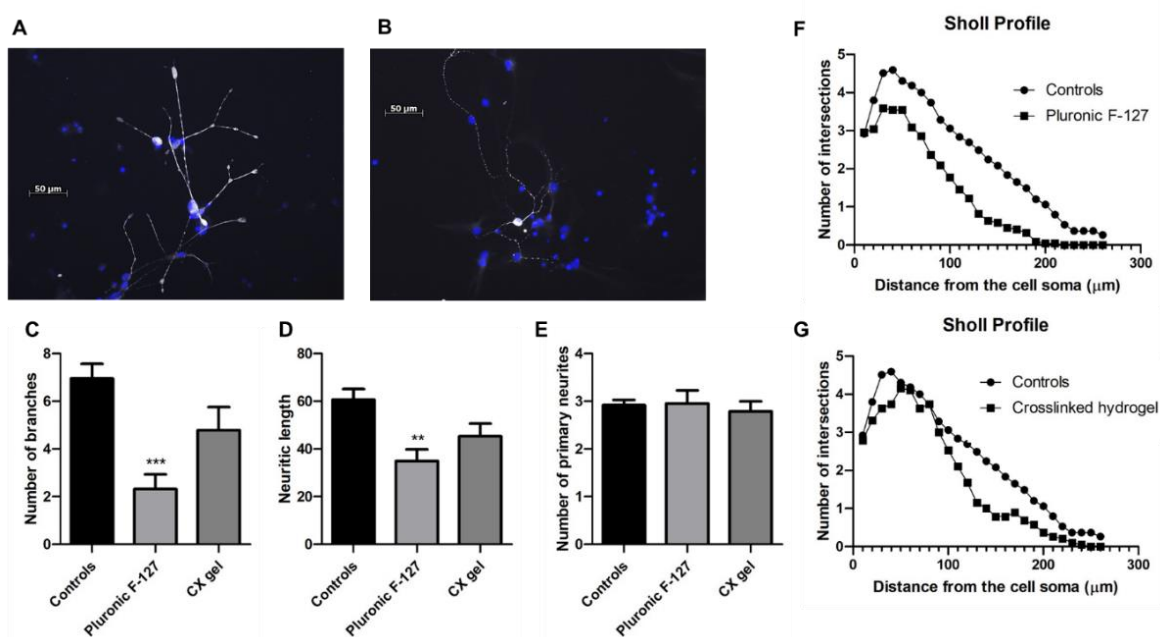 A
50 µm
B
50 µm
C
Number of branches
8
6
4
2
0
***
Controls
Pluronic F-127
CX gel
D
Neuritic length
80
60
40
20
0
**
Controls
Pluronic F-127
CX gel
E
Number of primary neurites
4
3
2
1
0
Controls
Pluronic F-127
CX gel
F
Sholl Profile
Number of intersections
5
4
3
2
1
0
Controls
Pluronic F-127
0 100 200 300
Distance from the cell soma (µm)
G
Sholl Profile
Number of intersections
5
4
3
2
1
0
Controls
Crosslinked hydrogel
0 100 200 300
Distance from the cell soma (µm)